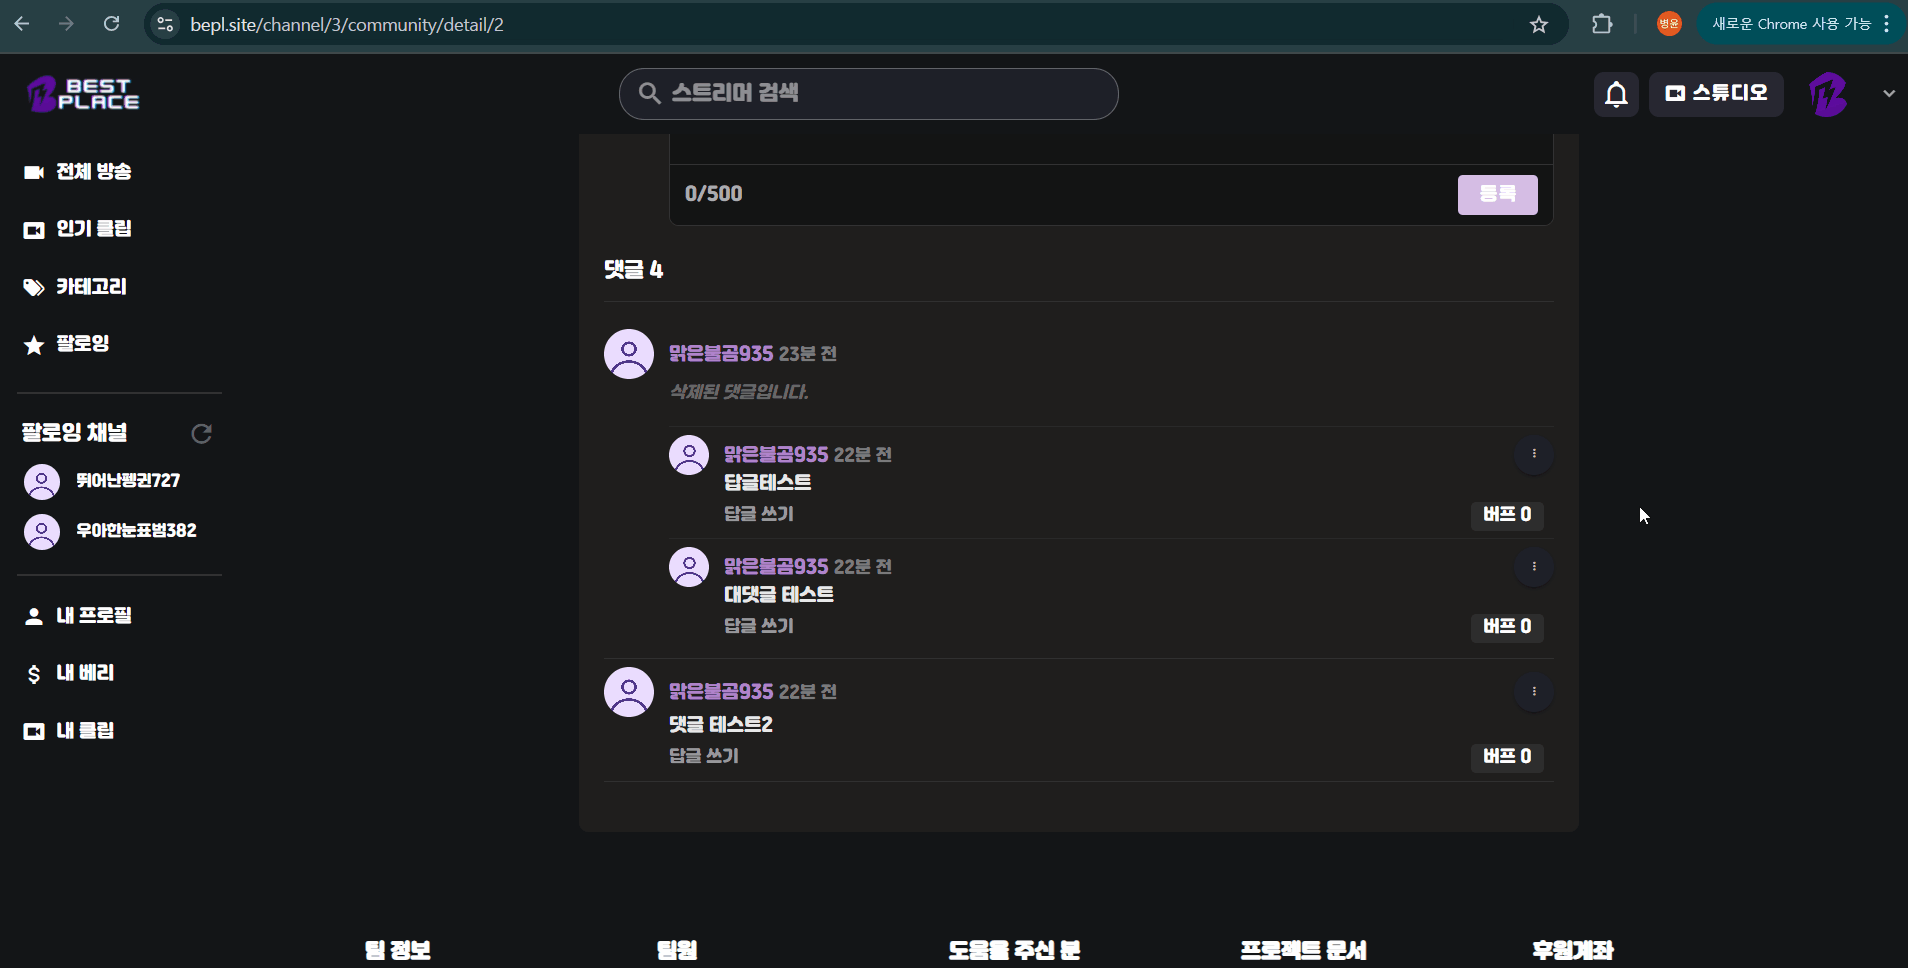 bepl.site/channel/3/community/detail/2
병윤
새로운 Chrome 사용 가능
BEST
PLACE
스트리머 검색
스튜디오
전체 방송
인기 클립
카테고리
팔로잉
팔로잉 채널
뛰어난펭귄727
우아한눈표범382
내 프로필
내 베리
내 클립
0/500
등록
댓글 4
맑은불곰935 23분 전
삭제된 댓글입니다.
맑은불곰935 22분 전
답글테스트
답글 쓰기
버프 0
맑은불곰935 22분 전
대댓글 테스트
답글 쓰기
버프 0
맑은불곰935 22분 전
댓글 테스트2
답글 쓰기
버프 0
팀 정보
팀원
도움을 주신 분
프로젝트 문서
후원계좌